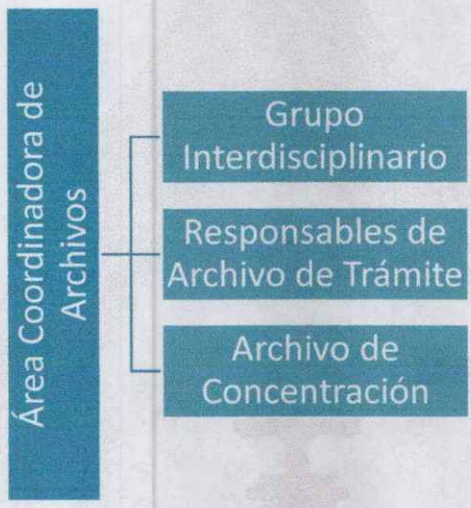 Área Coordinadora de
Archivos
Grupo
Interdisciplinario
Responsables de
Archivo de Trámite
Archivo de
Concentración